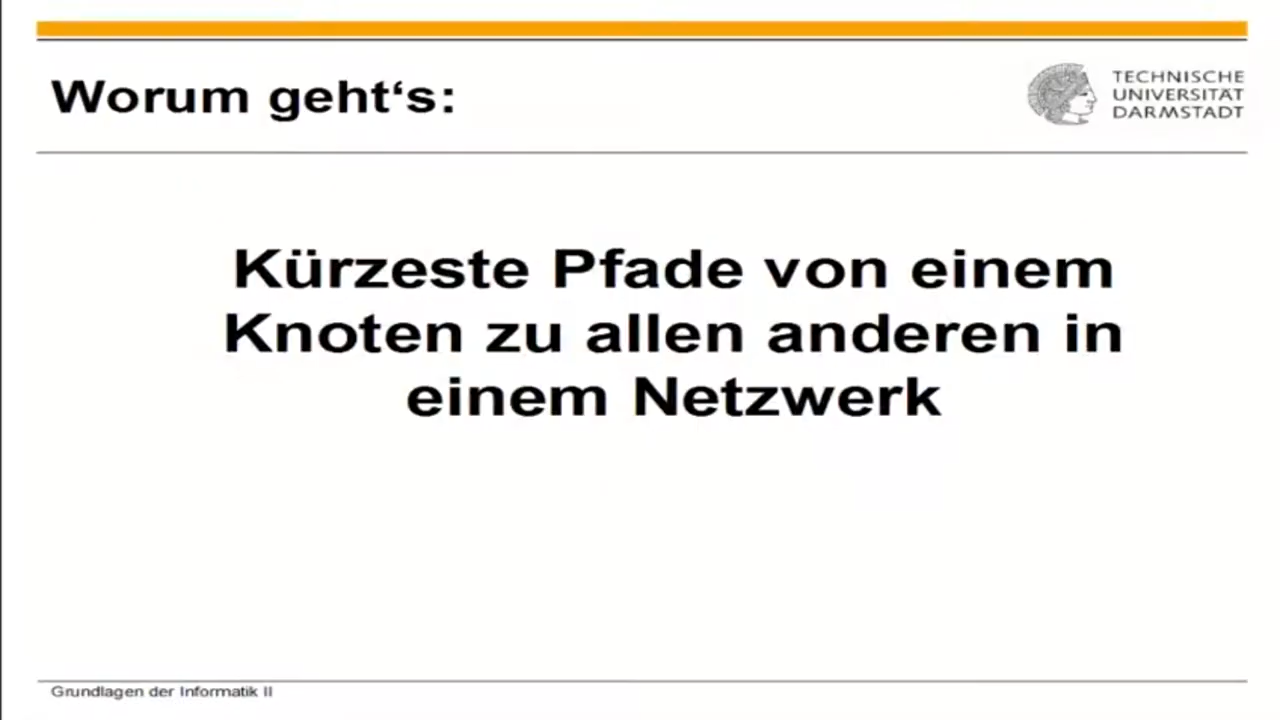 Worum geht‘s:
TECHNISCHE
UNIVERSITÄT
DARMSTADT
Kürzeste Pfade von einem
Knoten zu allen anderen in
einem Netzwerk
Grundlagen der Informatik II